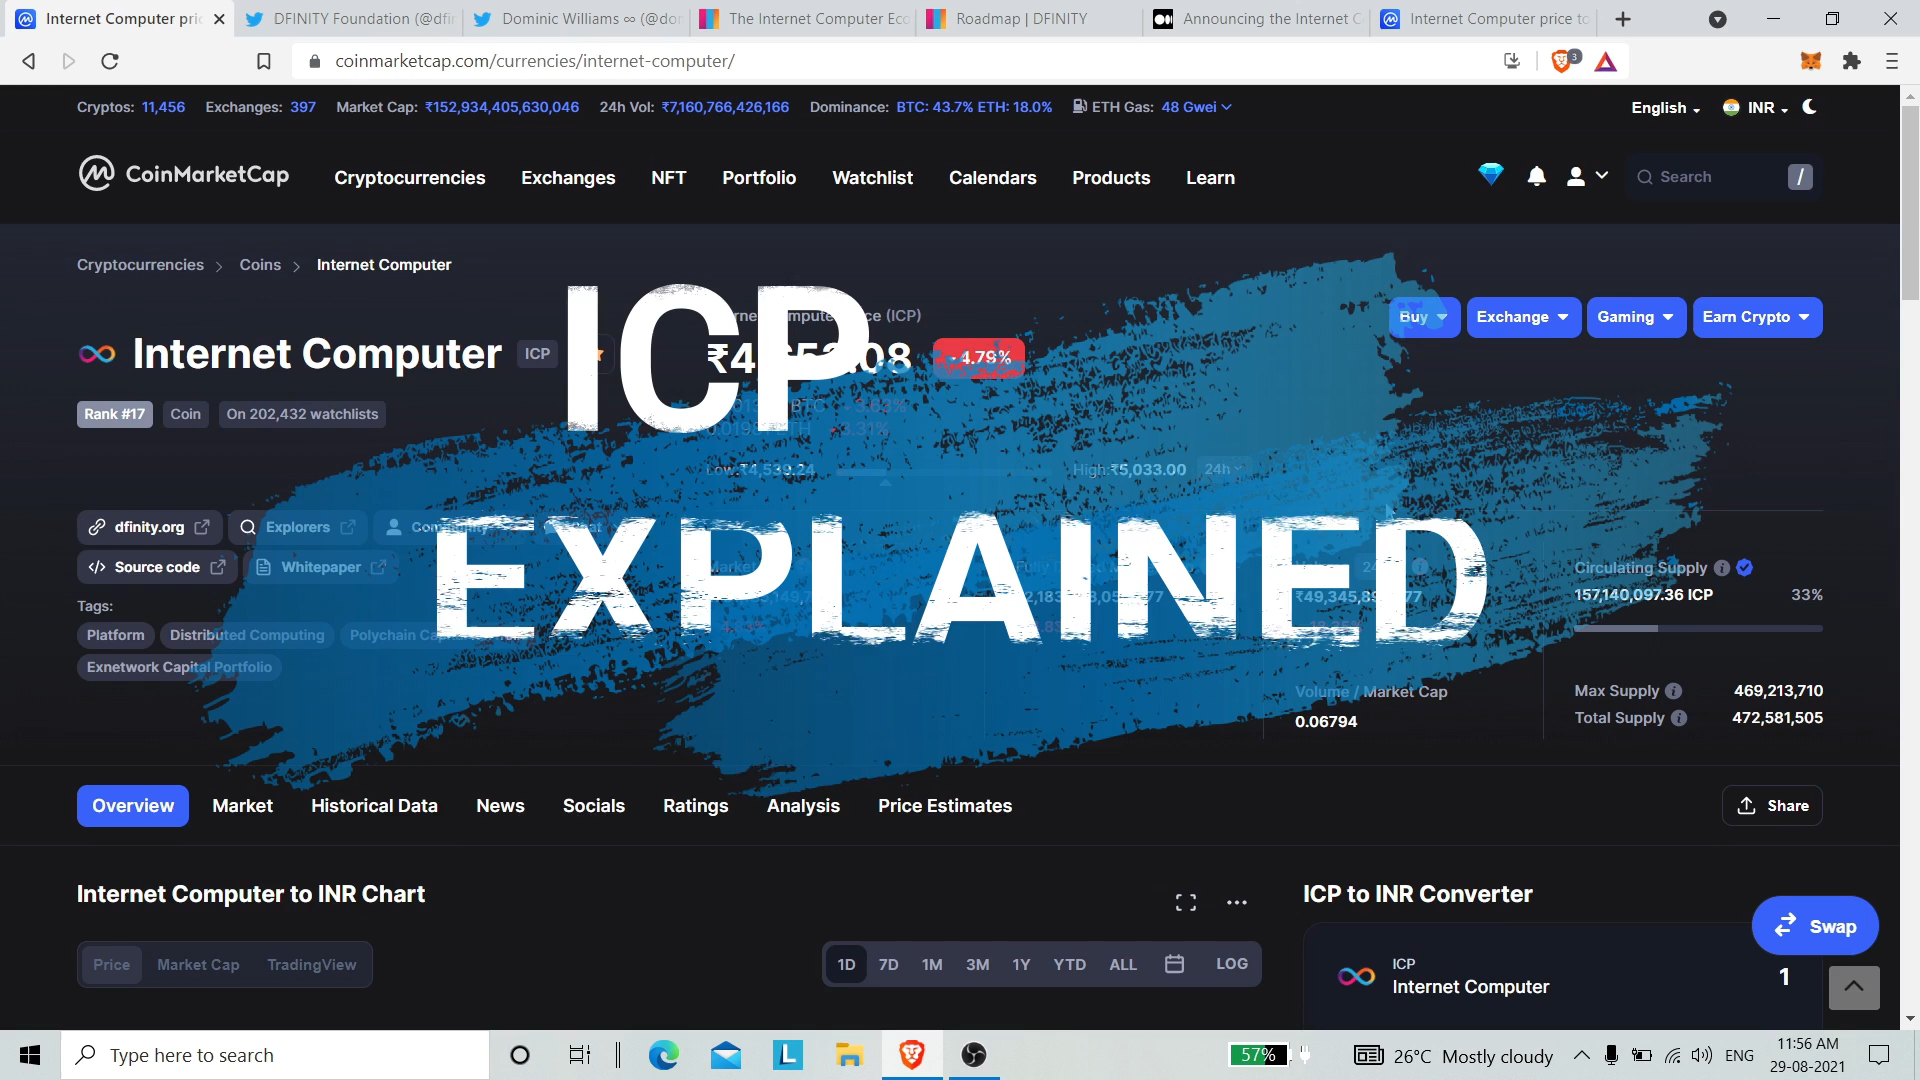 Internet Computer pri
DFINITY Foundation (@dfi
Dominic Williams ∞ (@do
The Internet Computer Ec
Roadmap | DFINITY
Announcing the Internet C
Internet Computer price to
coinmarketcap.com/currencies/internet-computer/
3
Cryptos: 11,456 Exchanges: 397 Market Cap: ₹152,934,405,630,046 24h Vol: ₹7,160,766,426,166 Dominance: BTC: 43.7% ETH: 18.0% ETH Gas: 48 Gwei
English INR
CoinMarketCap
Cryptocurrencies Exchanges NFT Portfolio Watchlist Calendars Products Learn
Search /
Cryptocurrencies > Coins > Internet Computer
ICP
EXPLAINED
Internet Computer ICP
(ICP)
-4.79%
Buy Exchange Gaming Earn Crypto
Rank #17 Coin On 202,432 watchlists
Low: ₹4,539.24
High: ₹5,033.00 24h
dfinity.org Explorers
Source code Whitepaper
Tags:
Platform Distributed Computing
Exnetwork Capital Portfolio
Circulating Supply
157,140,097.36 ICP 33%
Volume / Market Cap
0.06794
Max Supply 469,213,710
Total Supply 472,581,505
Overview Market Historical Data News Socials Ratings Analysis Price Estimates
Share
Internet Computer to INR Chart
Price Market Cap TradingView
1D 7D 1M 3M 1Y YTD ALL LOG
ICP to INR Converter
Swap
ICP
Internet Computer
1
Type here to search
L
57%
26°C Mostly cloudy
ENG
11:56 AM
29-08-2021